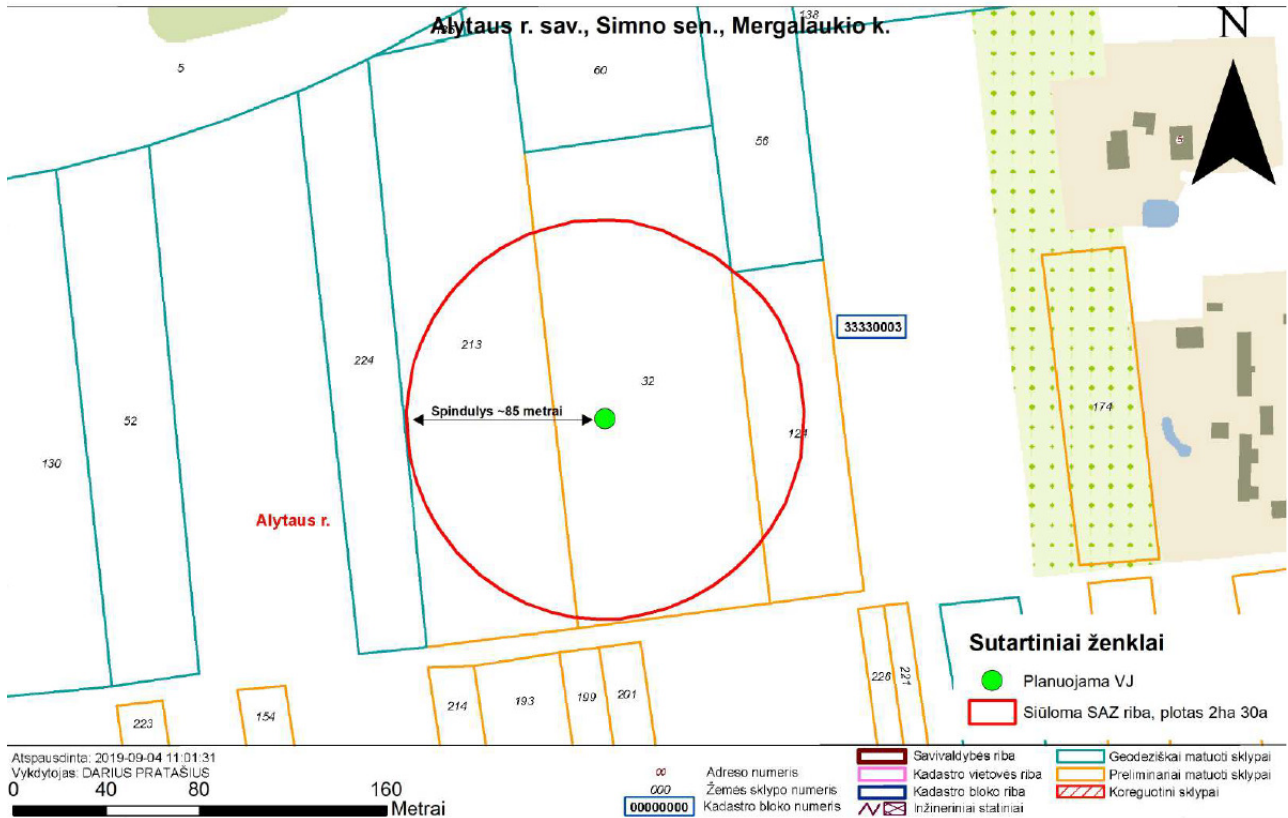 Alytaus r. sav., Simno sen., Mergalaukio k.
N
138
5
60
56
5
33330003
213
224
32
Spindulys ~85 metrai
174
52
124
130
Alytaus r.
214
193
199
201
226
221
223
154
Sutartiniai ženklai
Planuojama VJ
Siūloma SAZ riba, plotas 2ha 30a
Atspausdinta: 2019-09-04 11:01:31
Vykdytojas: DARIUS PRATAŠIUS
0 40 80 160
Metrai
00 Adreso numeris
000 Žemės sklypo numeris
00000000 Kadastro bloko numeris
Savivaldybės riba
Kadastro vietovės riba
Kadastro bloko riba
Inžineriniai statiniai
Geodeziškai matuoti sklypai
Preliminariai matuoti sklypai
Koreguotini sklypai